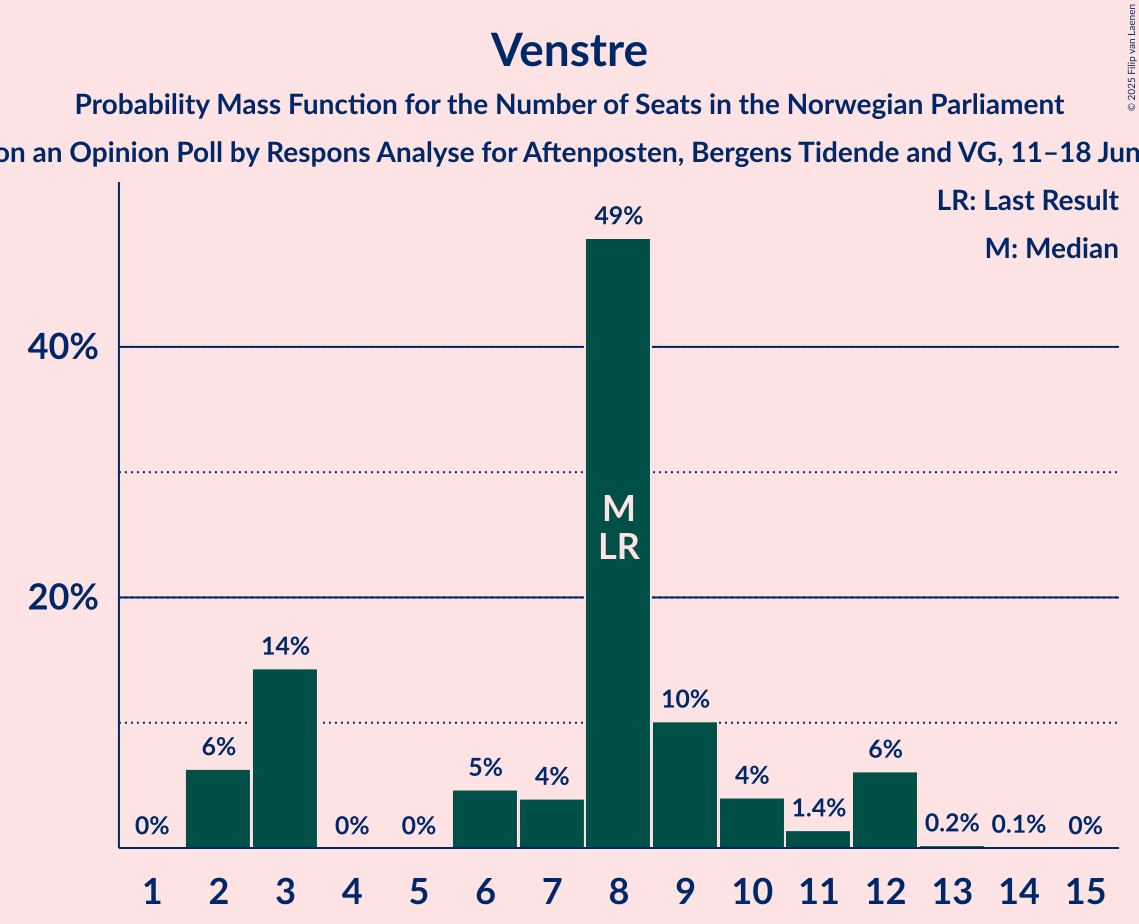 Venstre
Probability Mass Function for the Number of Seats in the Norwegian Parliament
on an Opinion Poll by Respons Analyse for Aftenposten, Bergens Tidende and VG, 11–18 Jun
LR: Last Result
M: Median
© 2025 Filip van Laenen
40%
20%
0%
6%
14%
0%
0%
5%
4%
49%
10%
4%
1.4%
6%
0.2%
0.1%
0%
M
LR
1 2 3 4 5 6 7 8 9 10 11 12 13 14 15